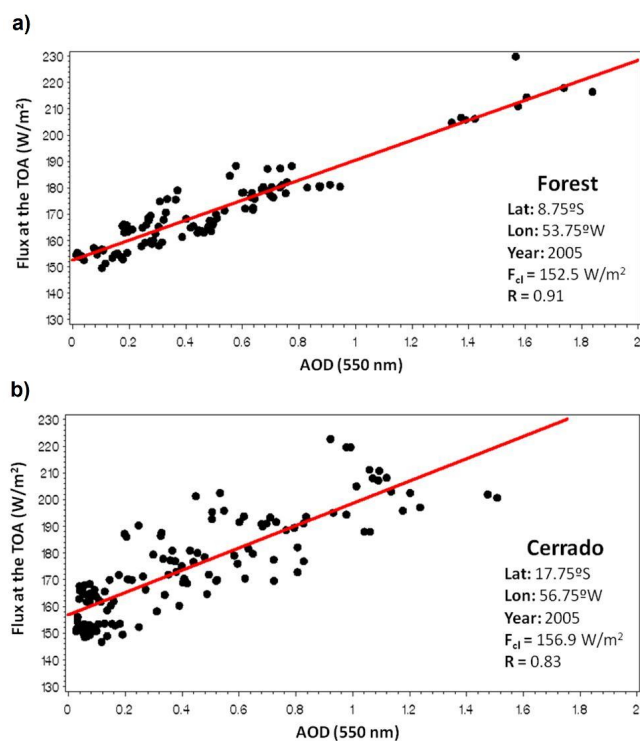 a)
Flux at the TOA (W/m²)
230
220
210
200
190
180
170
160
150
140
130
Forest
Lat: 8.75ºS
Lon: 53.75ºW
Year: 2005
Fcl = 152.5 W/m²
R = 0.91
0 0.2 0.4 0.6 0.8 1 1.2 1.4 1.6 1.8 2
AOD (550 nm)
b)
Flux at the TOA (W/m²)
230
220
210
200
190
180
170
160
150
140
130
Cerrado
Lat: 17.75ºS
Lon: 56.75ºW
Year: 2005
Fcl = 156.9 W/m²
R = 0.83
0 0.2 0.4 0.6 0.8 1 1.2 1.4 1.6 1.8 2
AOD (550 nm)